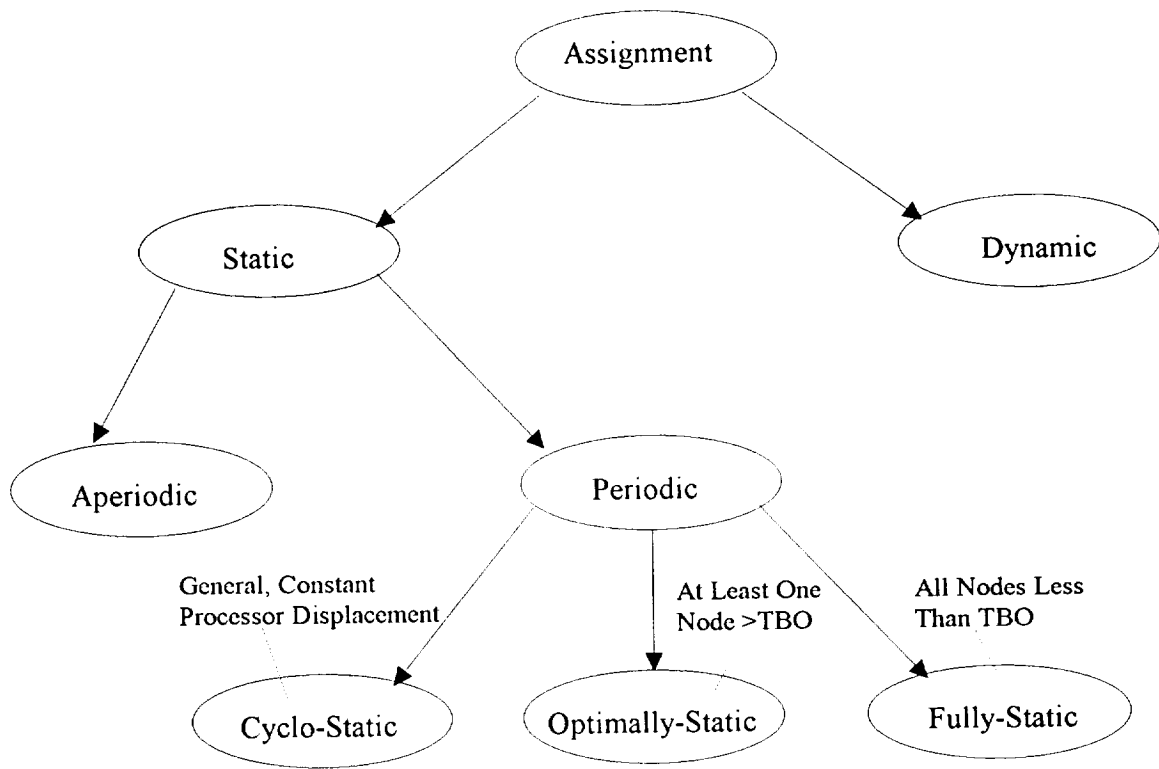 Assignment
Static
Dynamic
Aperiodic
Periodic
General, Constant
Processor Displacement
At Least One
Node >TBO
All Nodes Less
Than TBO
Cyclo-Static
Optimally-Static
Fully-Static